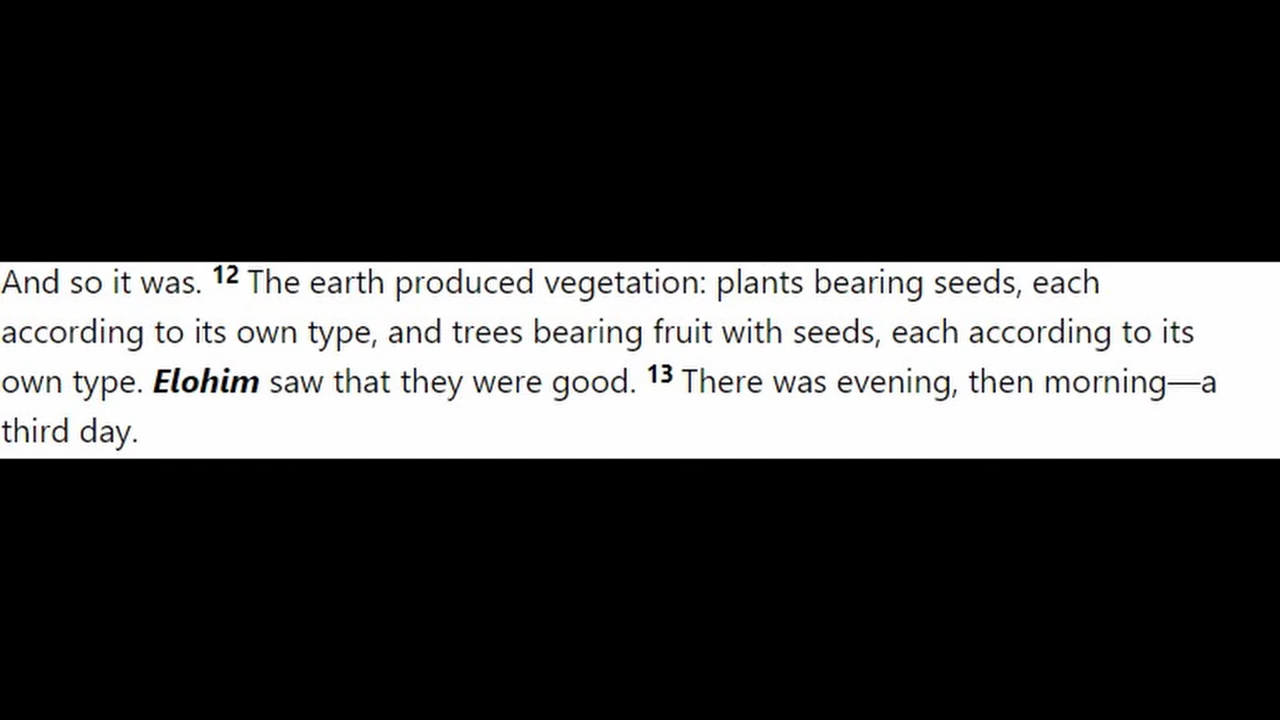 And so it was. 12 The earth produced vegetation: plants bearing seeds, each
according to its own type, and trees bearing fruit with seeds, each according to its
own type. Elohim saw that they were good. 13 There was evening, then morning—a
third day.